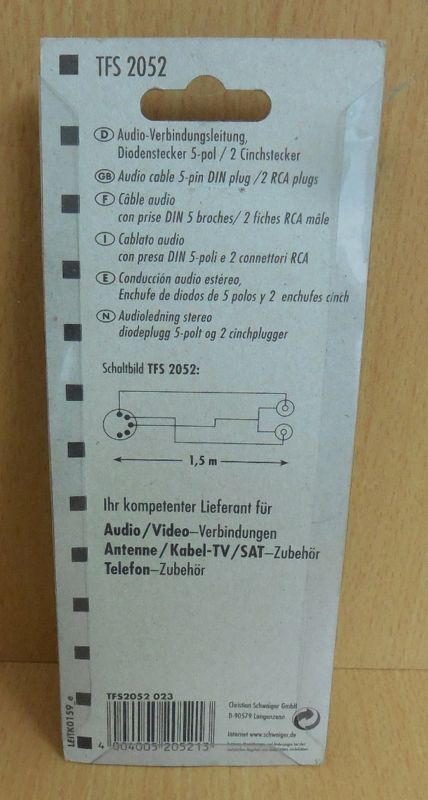 TFS 2052
D Audio-Verbindungsleitung,
Diodenstecker 5-pol / 2 Cinchstecker
GB Audio cable 5-pin DIN plug /2 RCA plugs
F Câble audio
con prise DIN 5 broches/ 2 fiches RCA mâle
I Cablato audio
con presa DIN 5-poli e 2 connettori RCA
E Conducción audio estéreo,
Enchufe de diodos de 5 polos y 2 enchufes cinch
N Audioledning stereo
diodeplugg 5-polt og 2 cinchplugger
Schaltbild TFS 2052:
1,5 m
Ihr kompetenter Lieferant für
Audio/Video–Verbindungen
Antenne/Kabel-TV/SAT–Zubehör
Telefon–Zubehör
LEITK0159 e
TFS2052 023
4 004005 205213
Christian Schwaiger GmbH
D-90579 Langenzenn
Internet www.schwaiger.de